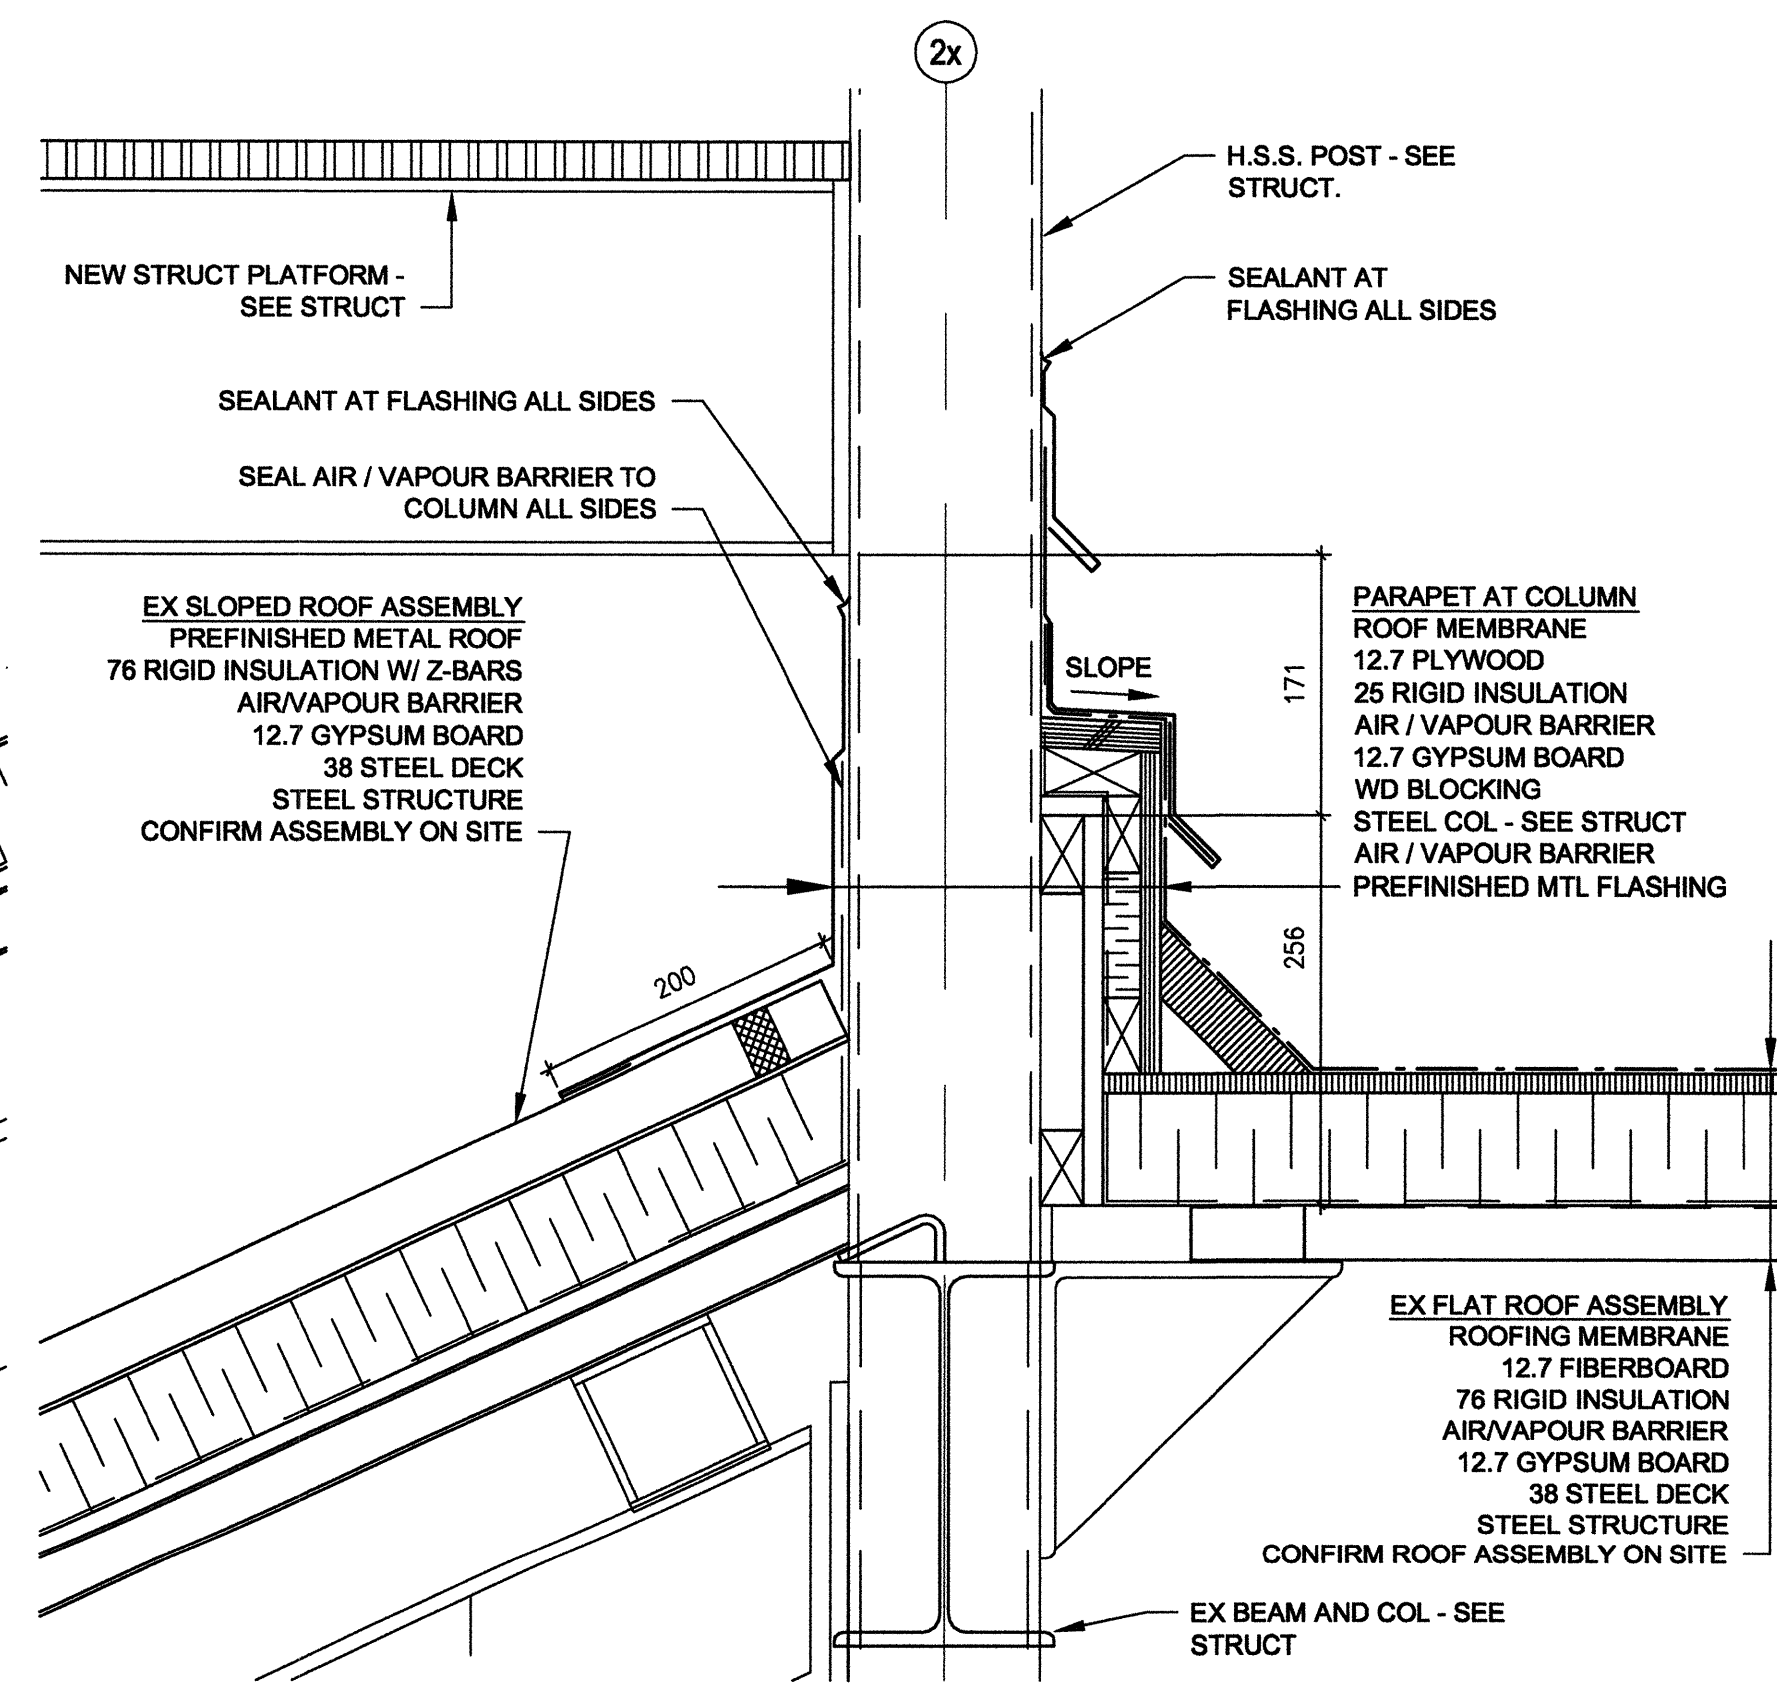 2x
H.S.S. POST - SEE
STRUCT.
NEW STRUCT PLATFORM -
SEE STRUCT
SEALANT AT
FLASHING ALL SIDES
SEALANT AT FLASHING ALL SIDES
SEAL AIR / VAPOUR BARRIER TO
COLUMN ALL SIDES
EX SLOPED ROOF ASSEMBLY
PREFINISHED METAL ROOF
76 RIGID INSULATION W/ Z-BARS
AIR/VAPOUR BARRIER
12.7 GYPSUM BOARD
38 STEEL DECK
STEEL STRUCTURE
CONFIRM ASSEMBLY ON SITE
SLOPE
171
256
200
PARAPET AT COLUMN
ROOF MEMBRANE
12.7 PLYWOOD
25 RIGID INSULATION
AIR / VAPOUR BARRIER
12.7 GYPSUM BOARD
WD BLOCKING
STEEL COL - SEE STRUCT
AIR / VAPOUR BARRIER
PREFINISHED MTL FLASHING
EX FLAT ROOF ASSEMBLY
ROOFING MEMBRANE
12.7 FIBERBOARD
76 RIGID INSULATION
AIR/VAPOUR BARRIER
12.7 GYPSUM BOARD
38 STEEL DECK
STEEL STRUCTURE
CONFIRM ROOF ASSEMBLY ON SITE
EX BEAM AND COL - SEE
STRUCT